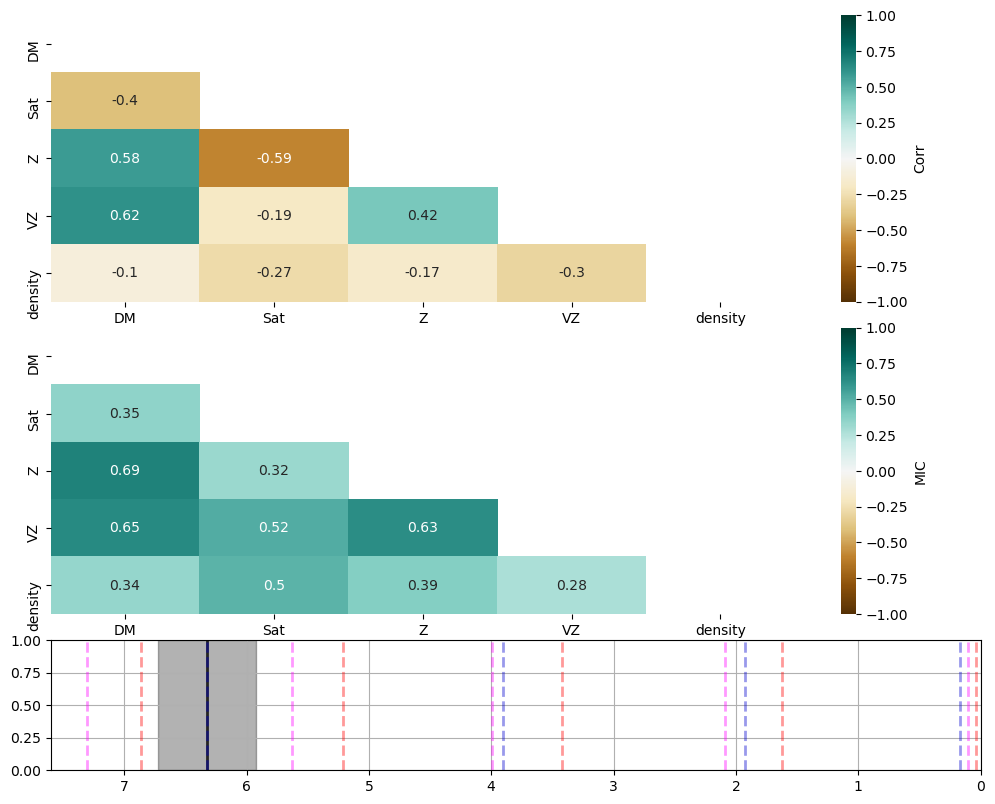 DM
Sat
-0.4
Z
0.58 -0.59
VZ
0.62 -0.19 0.42
density
-0.1 -0.27 -0.17 -0.3
DM Sat Z VZ density
1.00
0.75
0.50
0.25
0.00
−0.25
−0.50
−0.75
−1.00
Corr
DM
Sat
0.35
Z
0.69 0.32
VZ
0.65 0.52 0.63
density
0.34 0.5 0.39 0.28
DM Sat Z VZ density
1.00
0.75
0.50
0.25
0.00
−0.25
−0.50
−0.75
−1.00
MIC
1.00
0.75
0.50
0.25
0.00
7 6 5 4 3 2 1 0